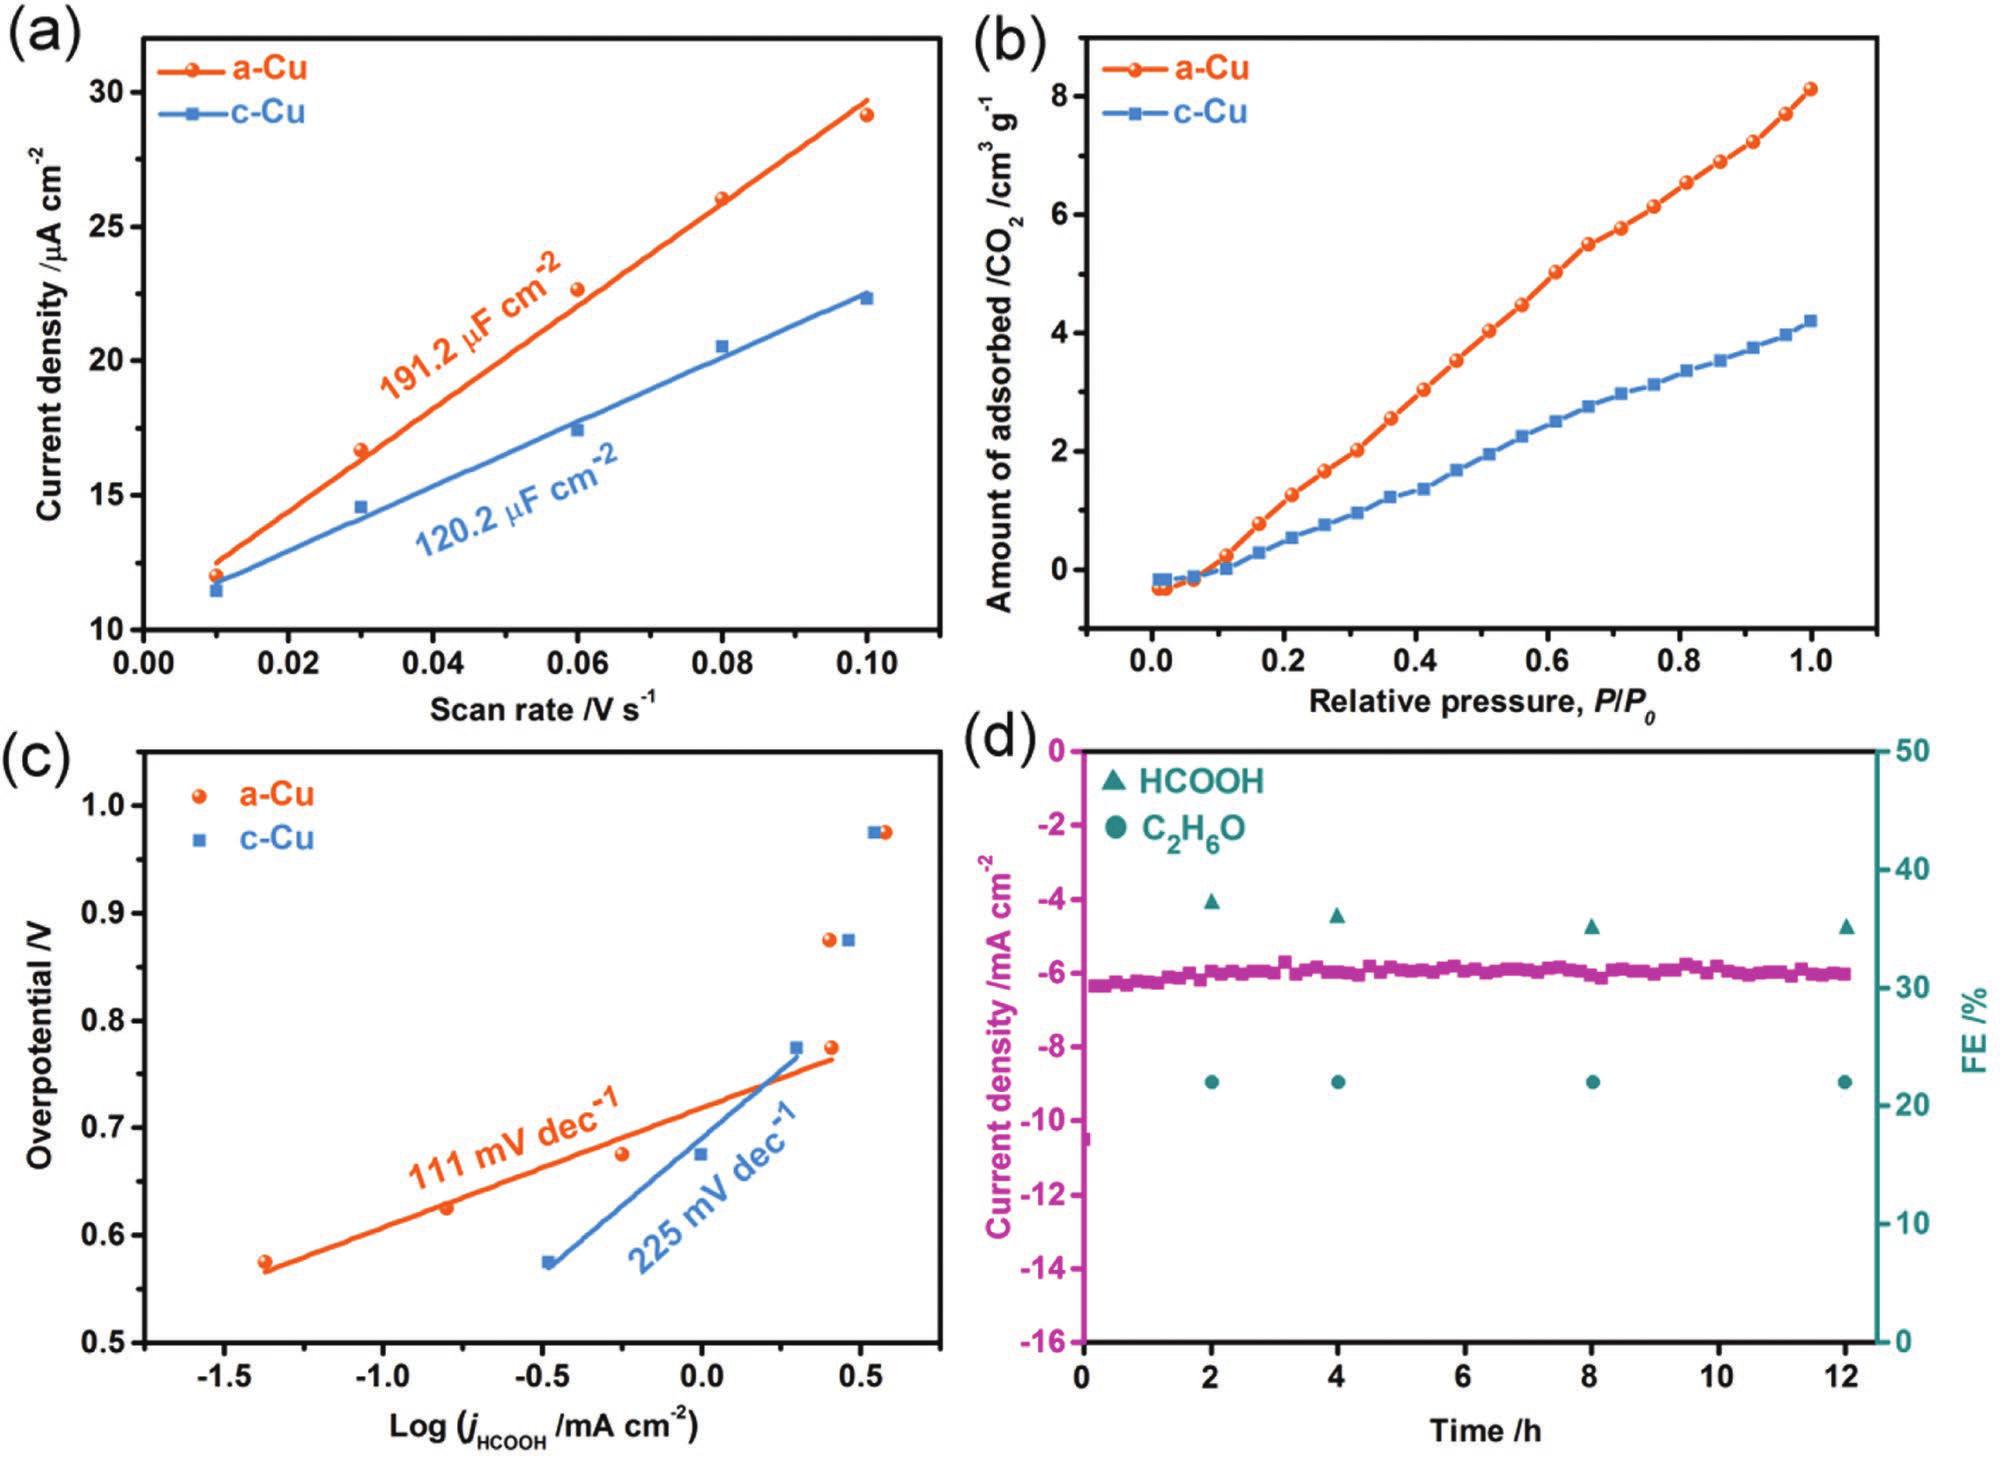 (a)
a-Cu
c-Cu
30
25
20
15
10
Current density /μA cm⁻²
191.2 μF cm⁻²
120.2 μF cm⁻²
0.00 0.02 0.04 0.06 0.08 0.10
Scan rate /V s⁻¹
(b)
a-Cu
c-Cu
8
6
4
2
0
Amount of adsorbed /CO₂ /cm³ g⁻¹
0.0 0.2 0.4 0.6 0.8 1.0
Relative pressure, P/P₀
(c)
a-Cu
c-Cu
1.0
0.9
0.8
0.7
0.6
0.5
Overpotential /V
111 mV dec⁻¹
225 mV dec⁻¹
-1.5 -1.0 -0.5 0.0 0.5
Log (j_HCOOH /mA cm⁻²)
(d)
HCOOH
C₂H₆O
0
-2
-4
-6
-8
-10
-12
-14
-16
Current density /mA cm⁻²
50
40
30
20
10
0
FE /%
0 2 4 6 8 10 12
Time /h